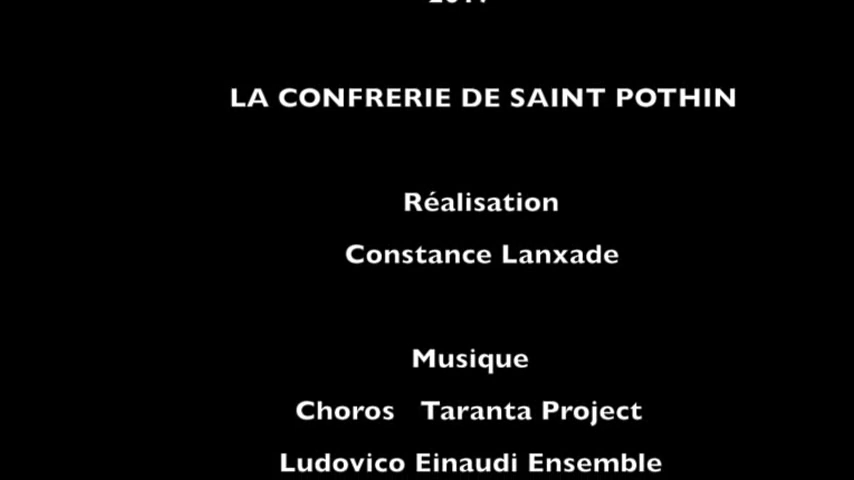 LA CONFRERIE DE SAINT POTHIN
Réalisation
Constance Lanxade
Musique
Choros Taranta Project
Ludovico Einaudi Ensemble